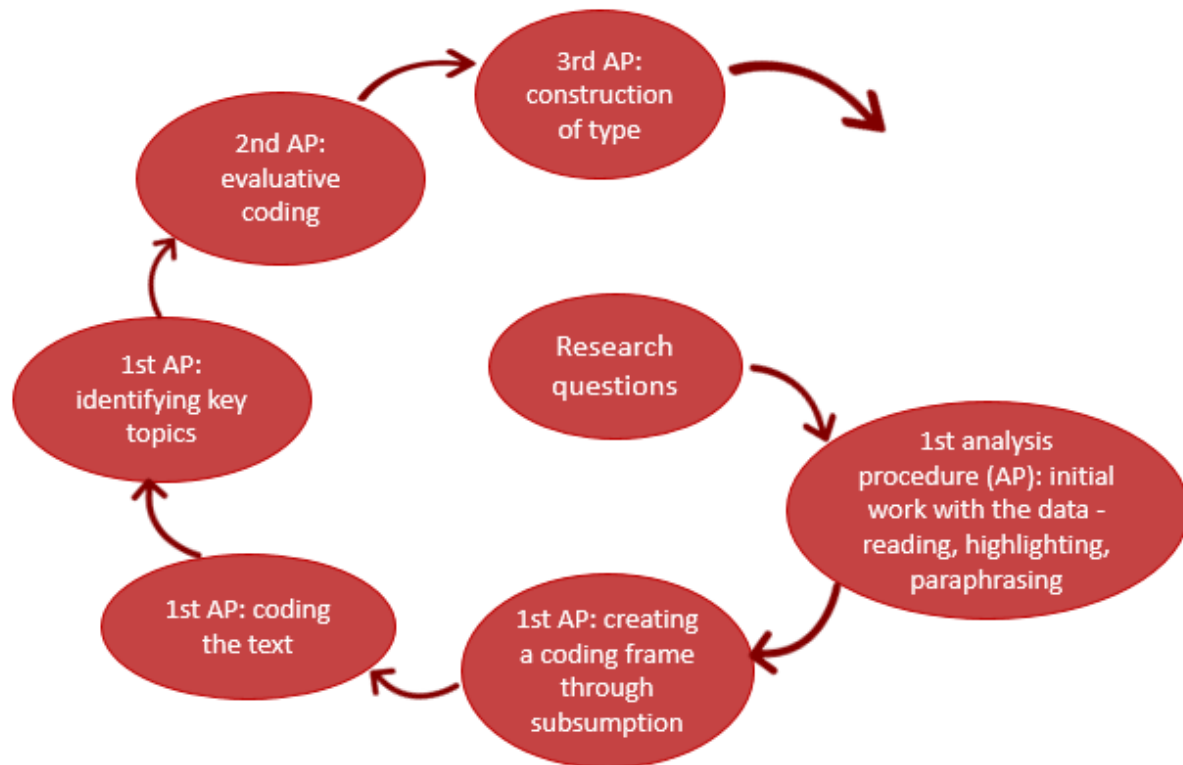 Research
questions
1st analysis
procedure (AP): initial
work with the data -
reading, highlighting,
paraphrasing
1st AP: creating
a coding frame
through
subsumption
1st AP: coding
the text
1st AP:
identifying key
topics
2nd AP:
evaluative
coding
3rd AP:
construction
of type